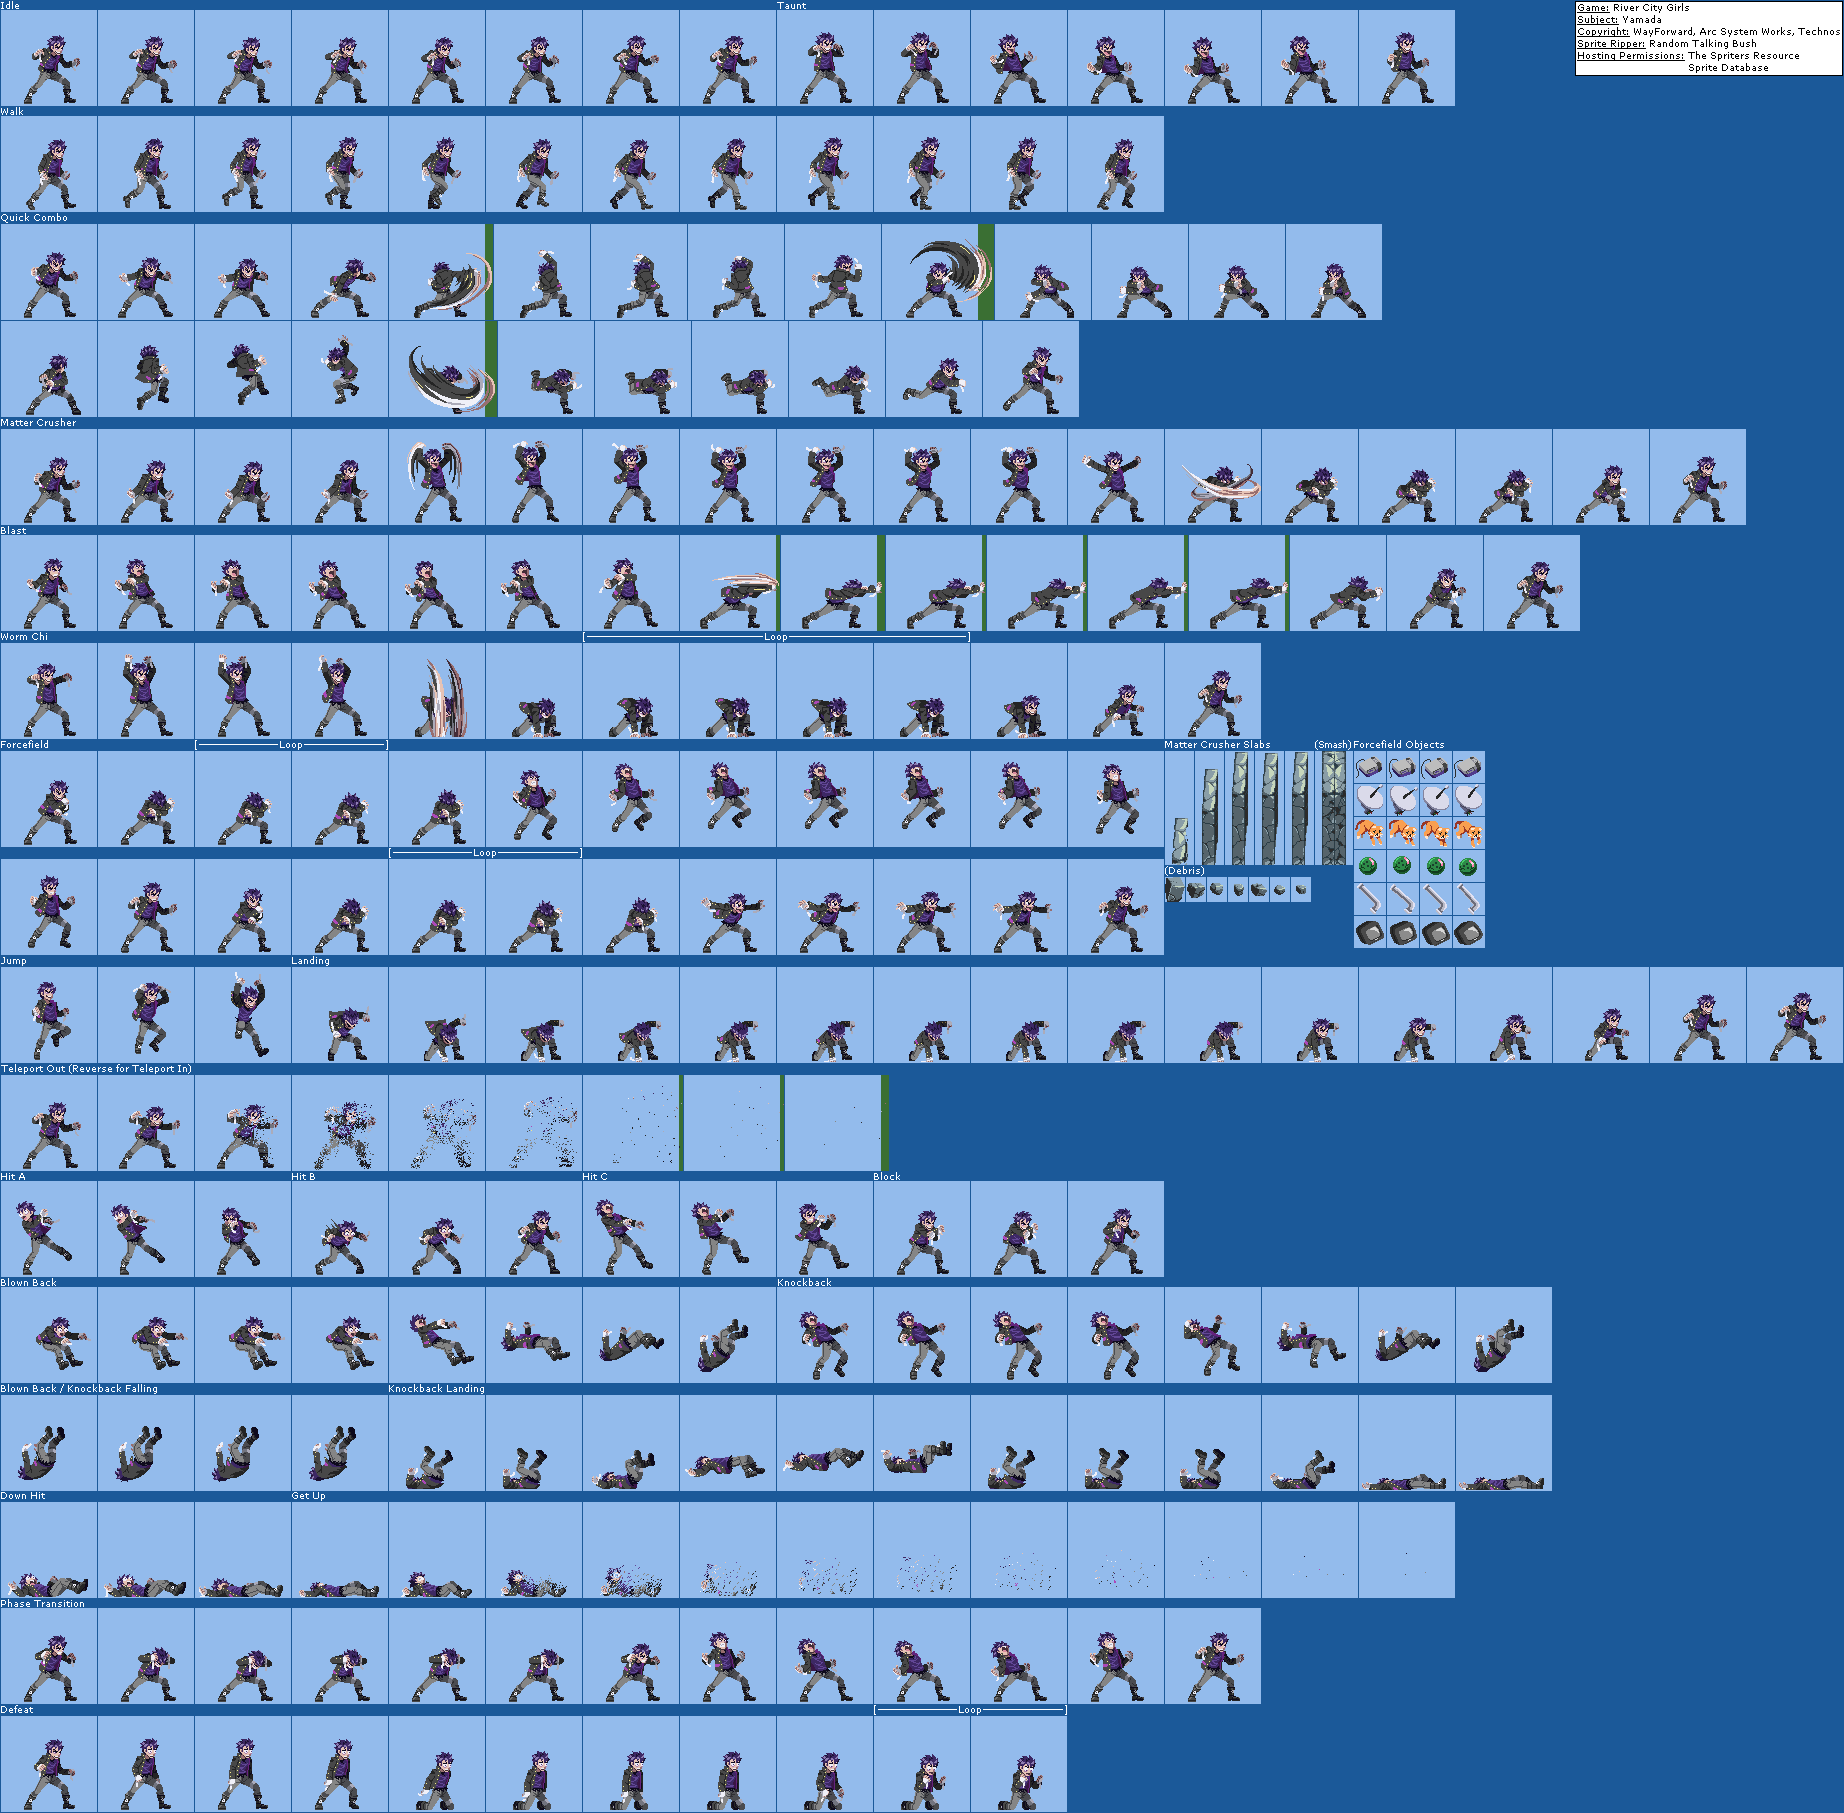 Idle
Taunt
Game: River City Girls
Subject: Yamada
Copyright: WayForward, Arc System Works, Technos
Sprite Ripper: Random Talking Bush
Hosting Permissions: The Spriters Resource
Sprite Database
Walk
Quick Combo
Matter Crusher
Blast
Worm Chi
[Loop]
Forcefield
[Loop]
Matter Crusher Slabs
(Smash)
Forcefield Objects
[Loop]
(Debris)
Jump
Landing
Teleport Out (Reverse for Teleport In)
Hit A
Hit B
Hit C
Block
Blown Back
Knockback
Blown Back / Knockback Falling
Knockback Landing
Down Hit
Get Up
Phase Transition
Defeat
[Loop]